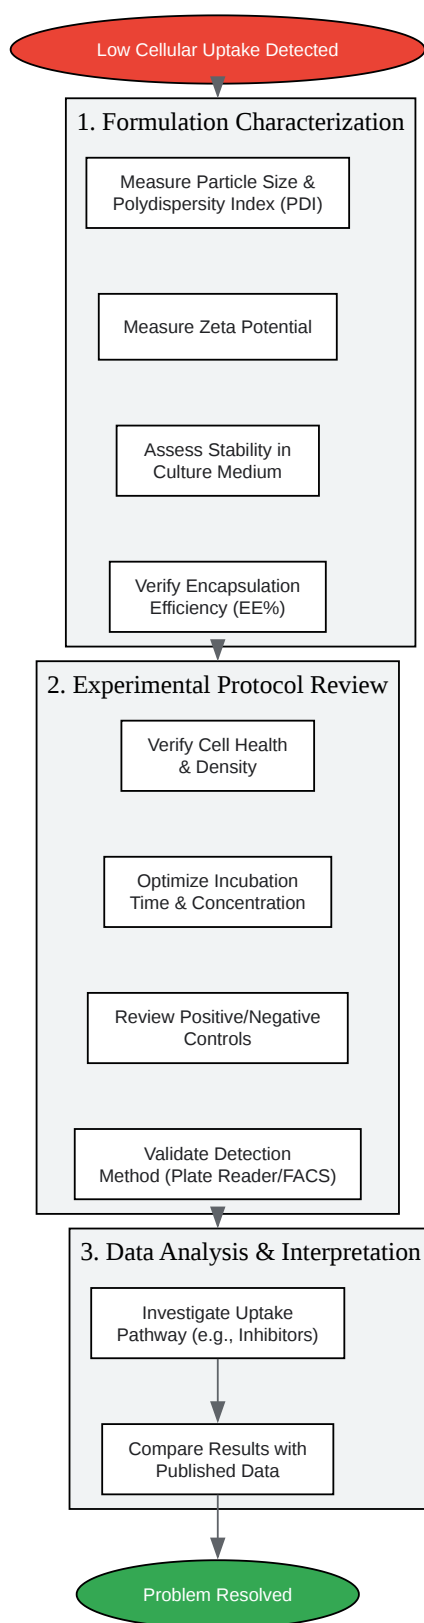 Low Cellular Uptake Detected
1. Formulation Characterization
Measure Particle Size &
Polydispersity Index (PDI)
Measure Zeta Potential
Assess Stability in
Culture Medium
Verify Encapsulation
Efficiency (EE%)
2. Experimental Protocol Review
Verify Cell Health
& Density
Optimize Incubation
Time & Concentration
Review Positive/Negative
Controls
Validate Detection
Method (Plate Reader/FACS)
3. Data Analysis & Interpretation
Investigate Uptake
Pathway (e.g., Inhibitors)
Compare Results with
Published Data
Problem Resolved